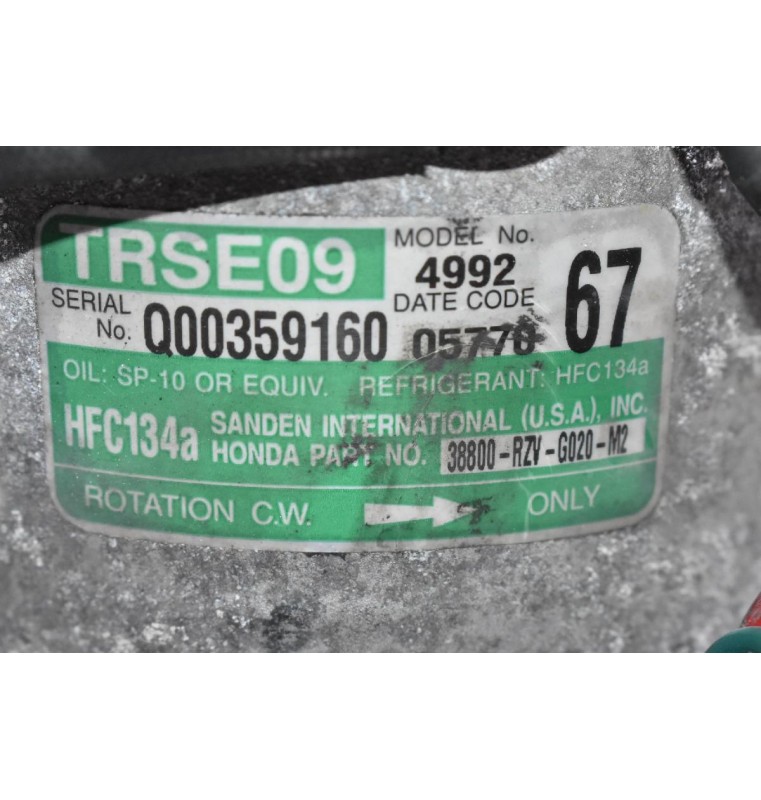 TRSE09
MODEL No.
4992
67
SERIAL No.
Q00359160
DATE CODE
05770
OIL: SP-10 OR EQUIV. REFRIGERANT: HFC134a
HFC134a
SANDEN INTERNATIONAL (U.S.A.), INC.
HONDA PART NO. 38800-RZV-G020-M2
ROTATION C.W. ONLY